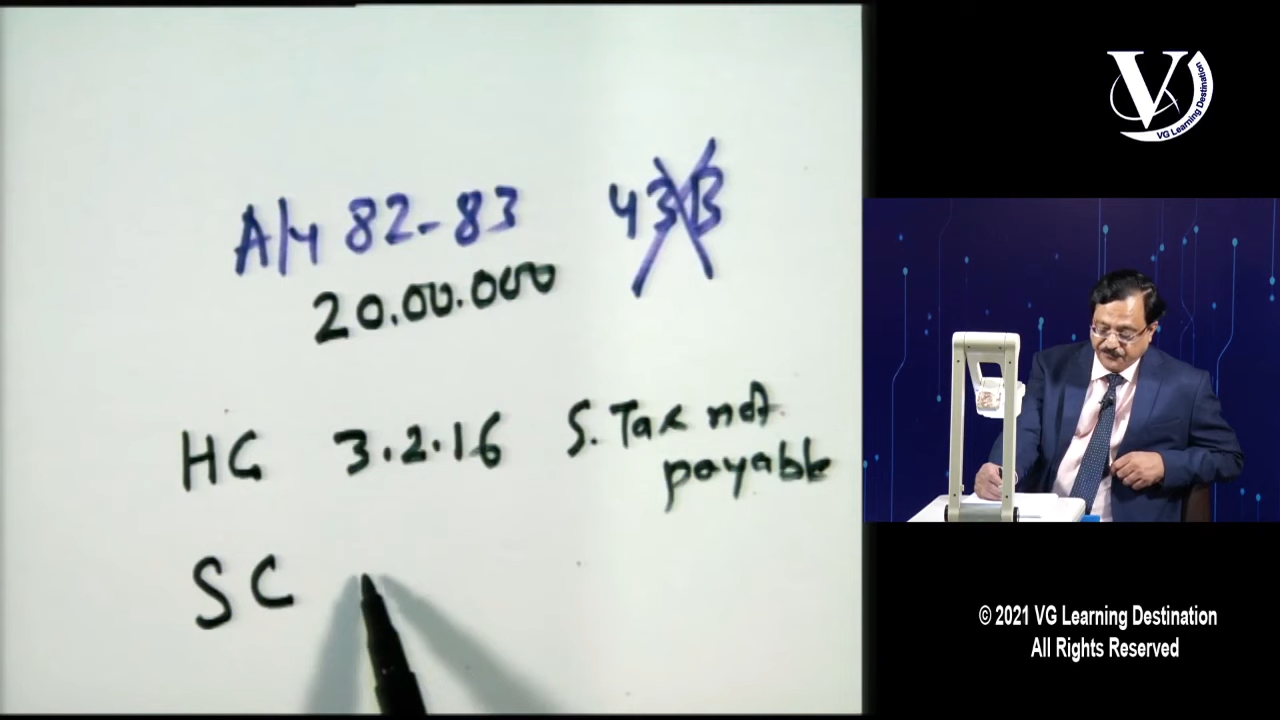 A/Y 82-83 43B
20.00.000
HC 3.2.16 S. Tax not
payable
SC
V
VG Learning Destination
© 2021 VG Learning Destination
All Rights Reserved